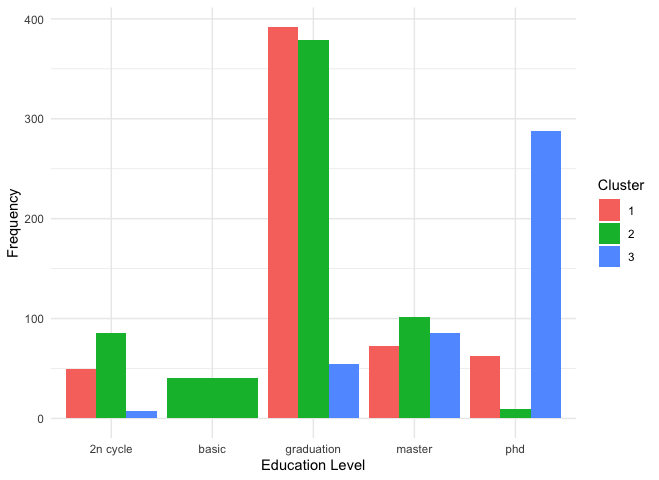 400
300
200
100
0
Frequency
2n cycle basic graduation master phd
Education Level
Cluster
1
2
3